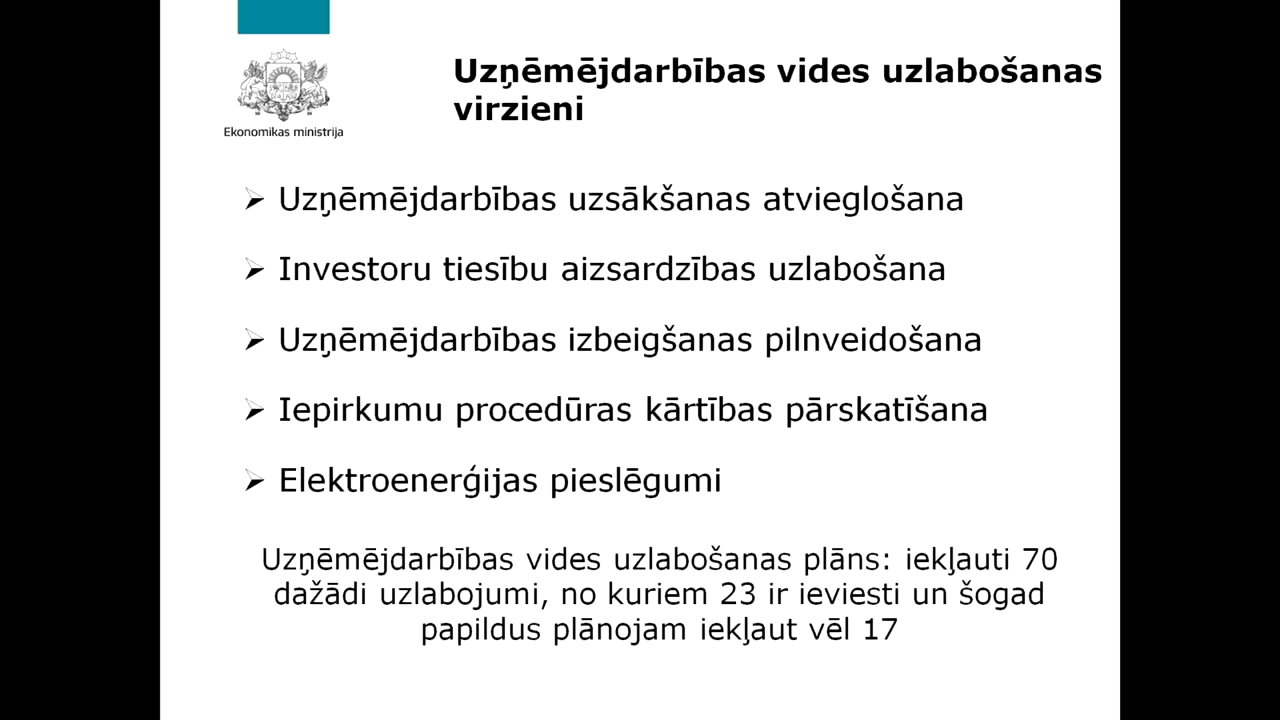 Ekonomikas ministrija
Uzņēmējdarbības vides uzlabošanas
virzieni
Uzņēmējdarbības uzsākšanas atvieglošana
Investoru tiesību aizsardzības uzlabošana
Uzņēmējdarbības izbeigšanas pilnveidošana
Iepirkumu procedūras kārtības pārskatīšana
Elektroenerģijas pieslēgumi
Uzņēmējdarbības vides uzlabošanas plāns: iekļauti 70
dažādi uzlabojumi, no kuriem 23 ir ieviesti un šogad
papildus plānojam iekļaut vēl 17